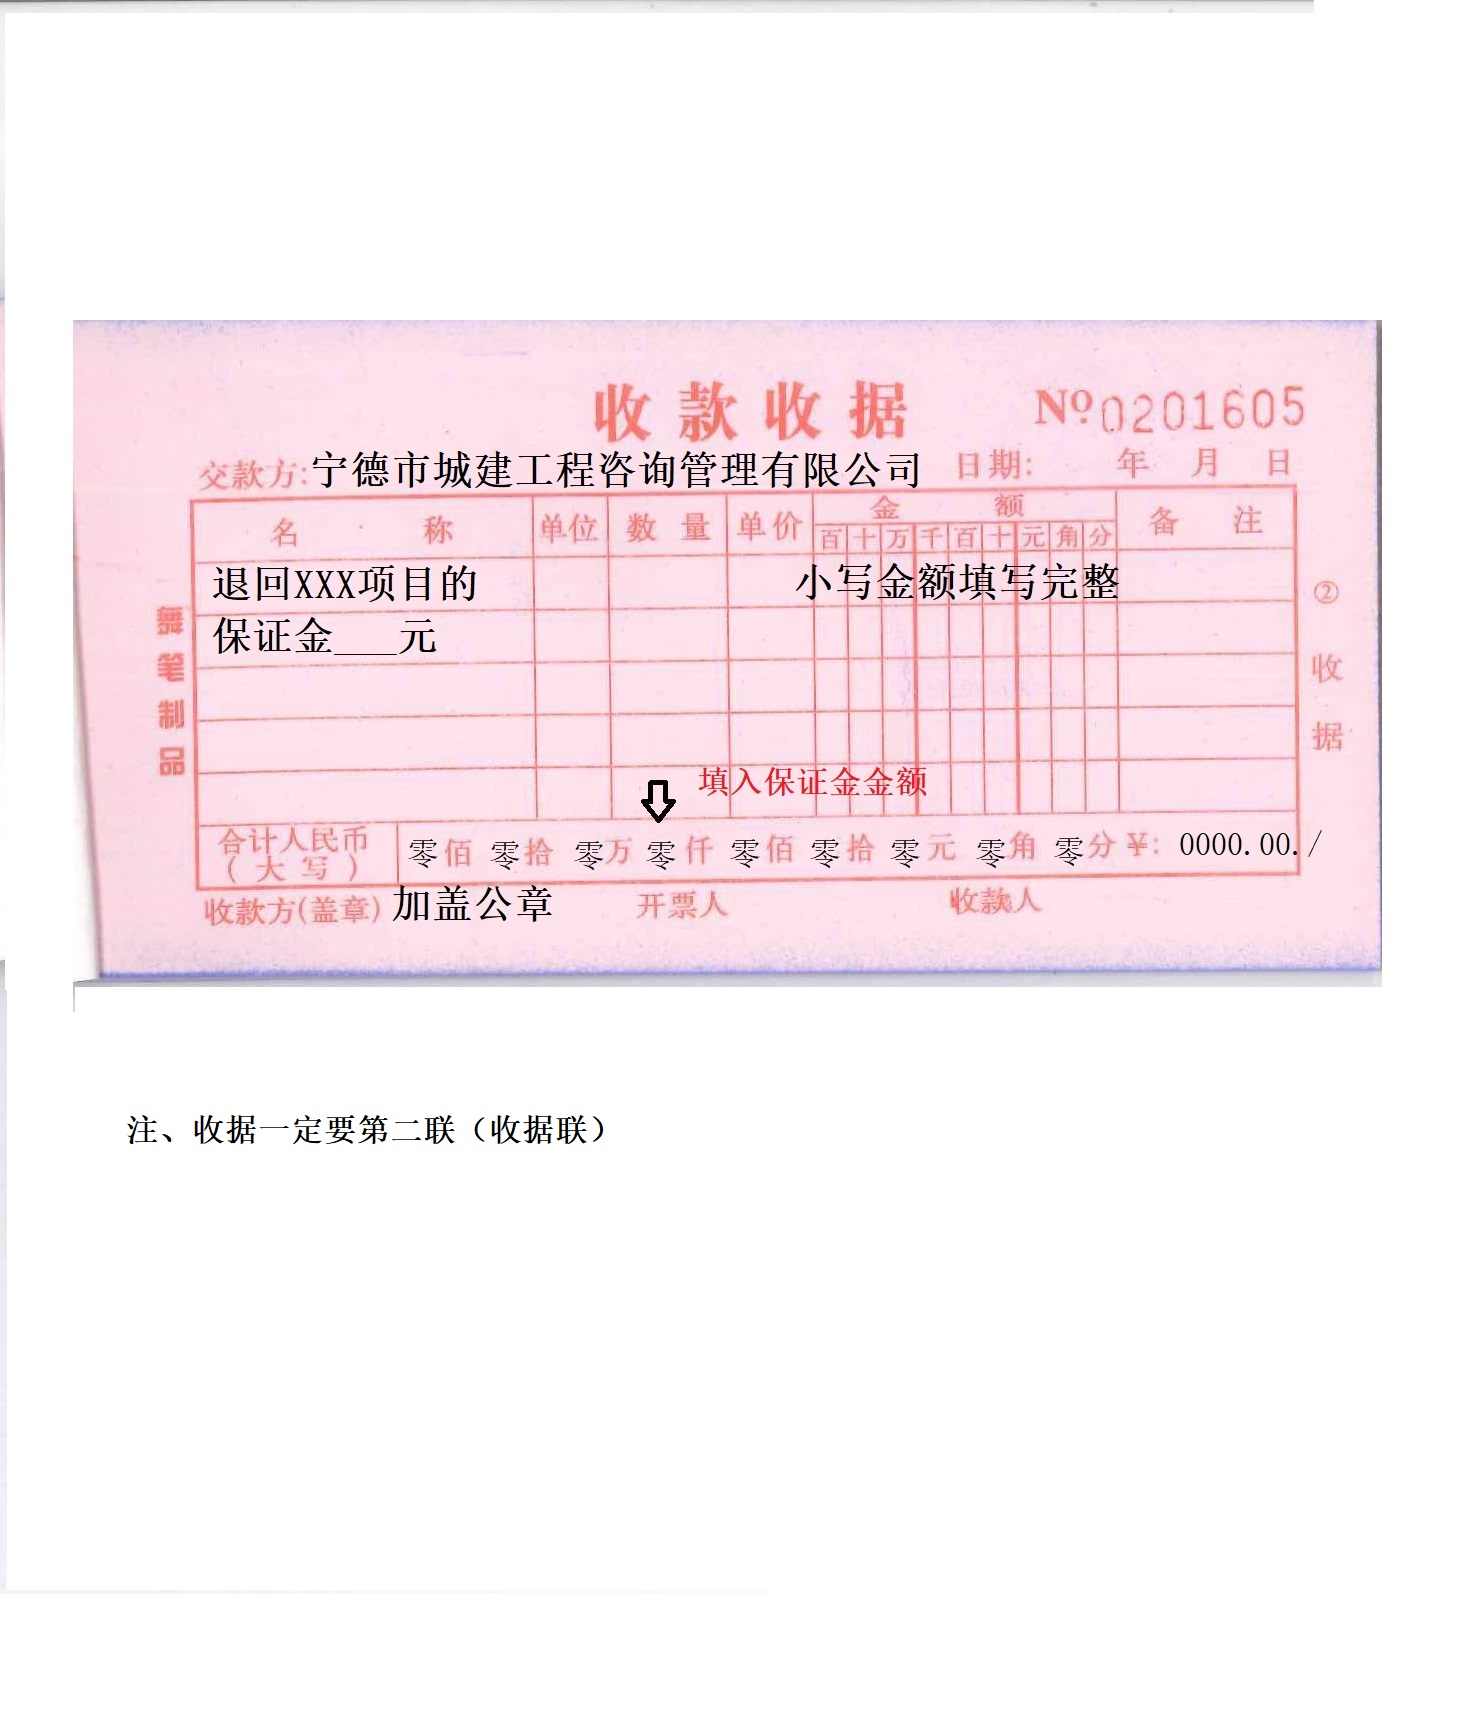 收款收据 № 0201605
交款方:宁德市城建工程咨询管理有限公司 日期: 年 月 日
名 称 单位 数量 单价 金 额 备 注
百 十 万 千 百 十 元 角 分
退回XXX项目的 小写金额填写完整
保证金___元
填入保证金金额
合计人民币
(大写)
零佰 零拾 零万 零仟 零佰 零拾 零元 零角 零分 ¥: 0000.00./
收款方(盖章) 加盖公章 开票人 收款人
舞笔制品
② 收据
注、收据一定要第二联（收据联）